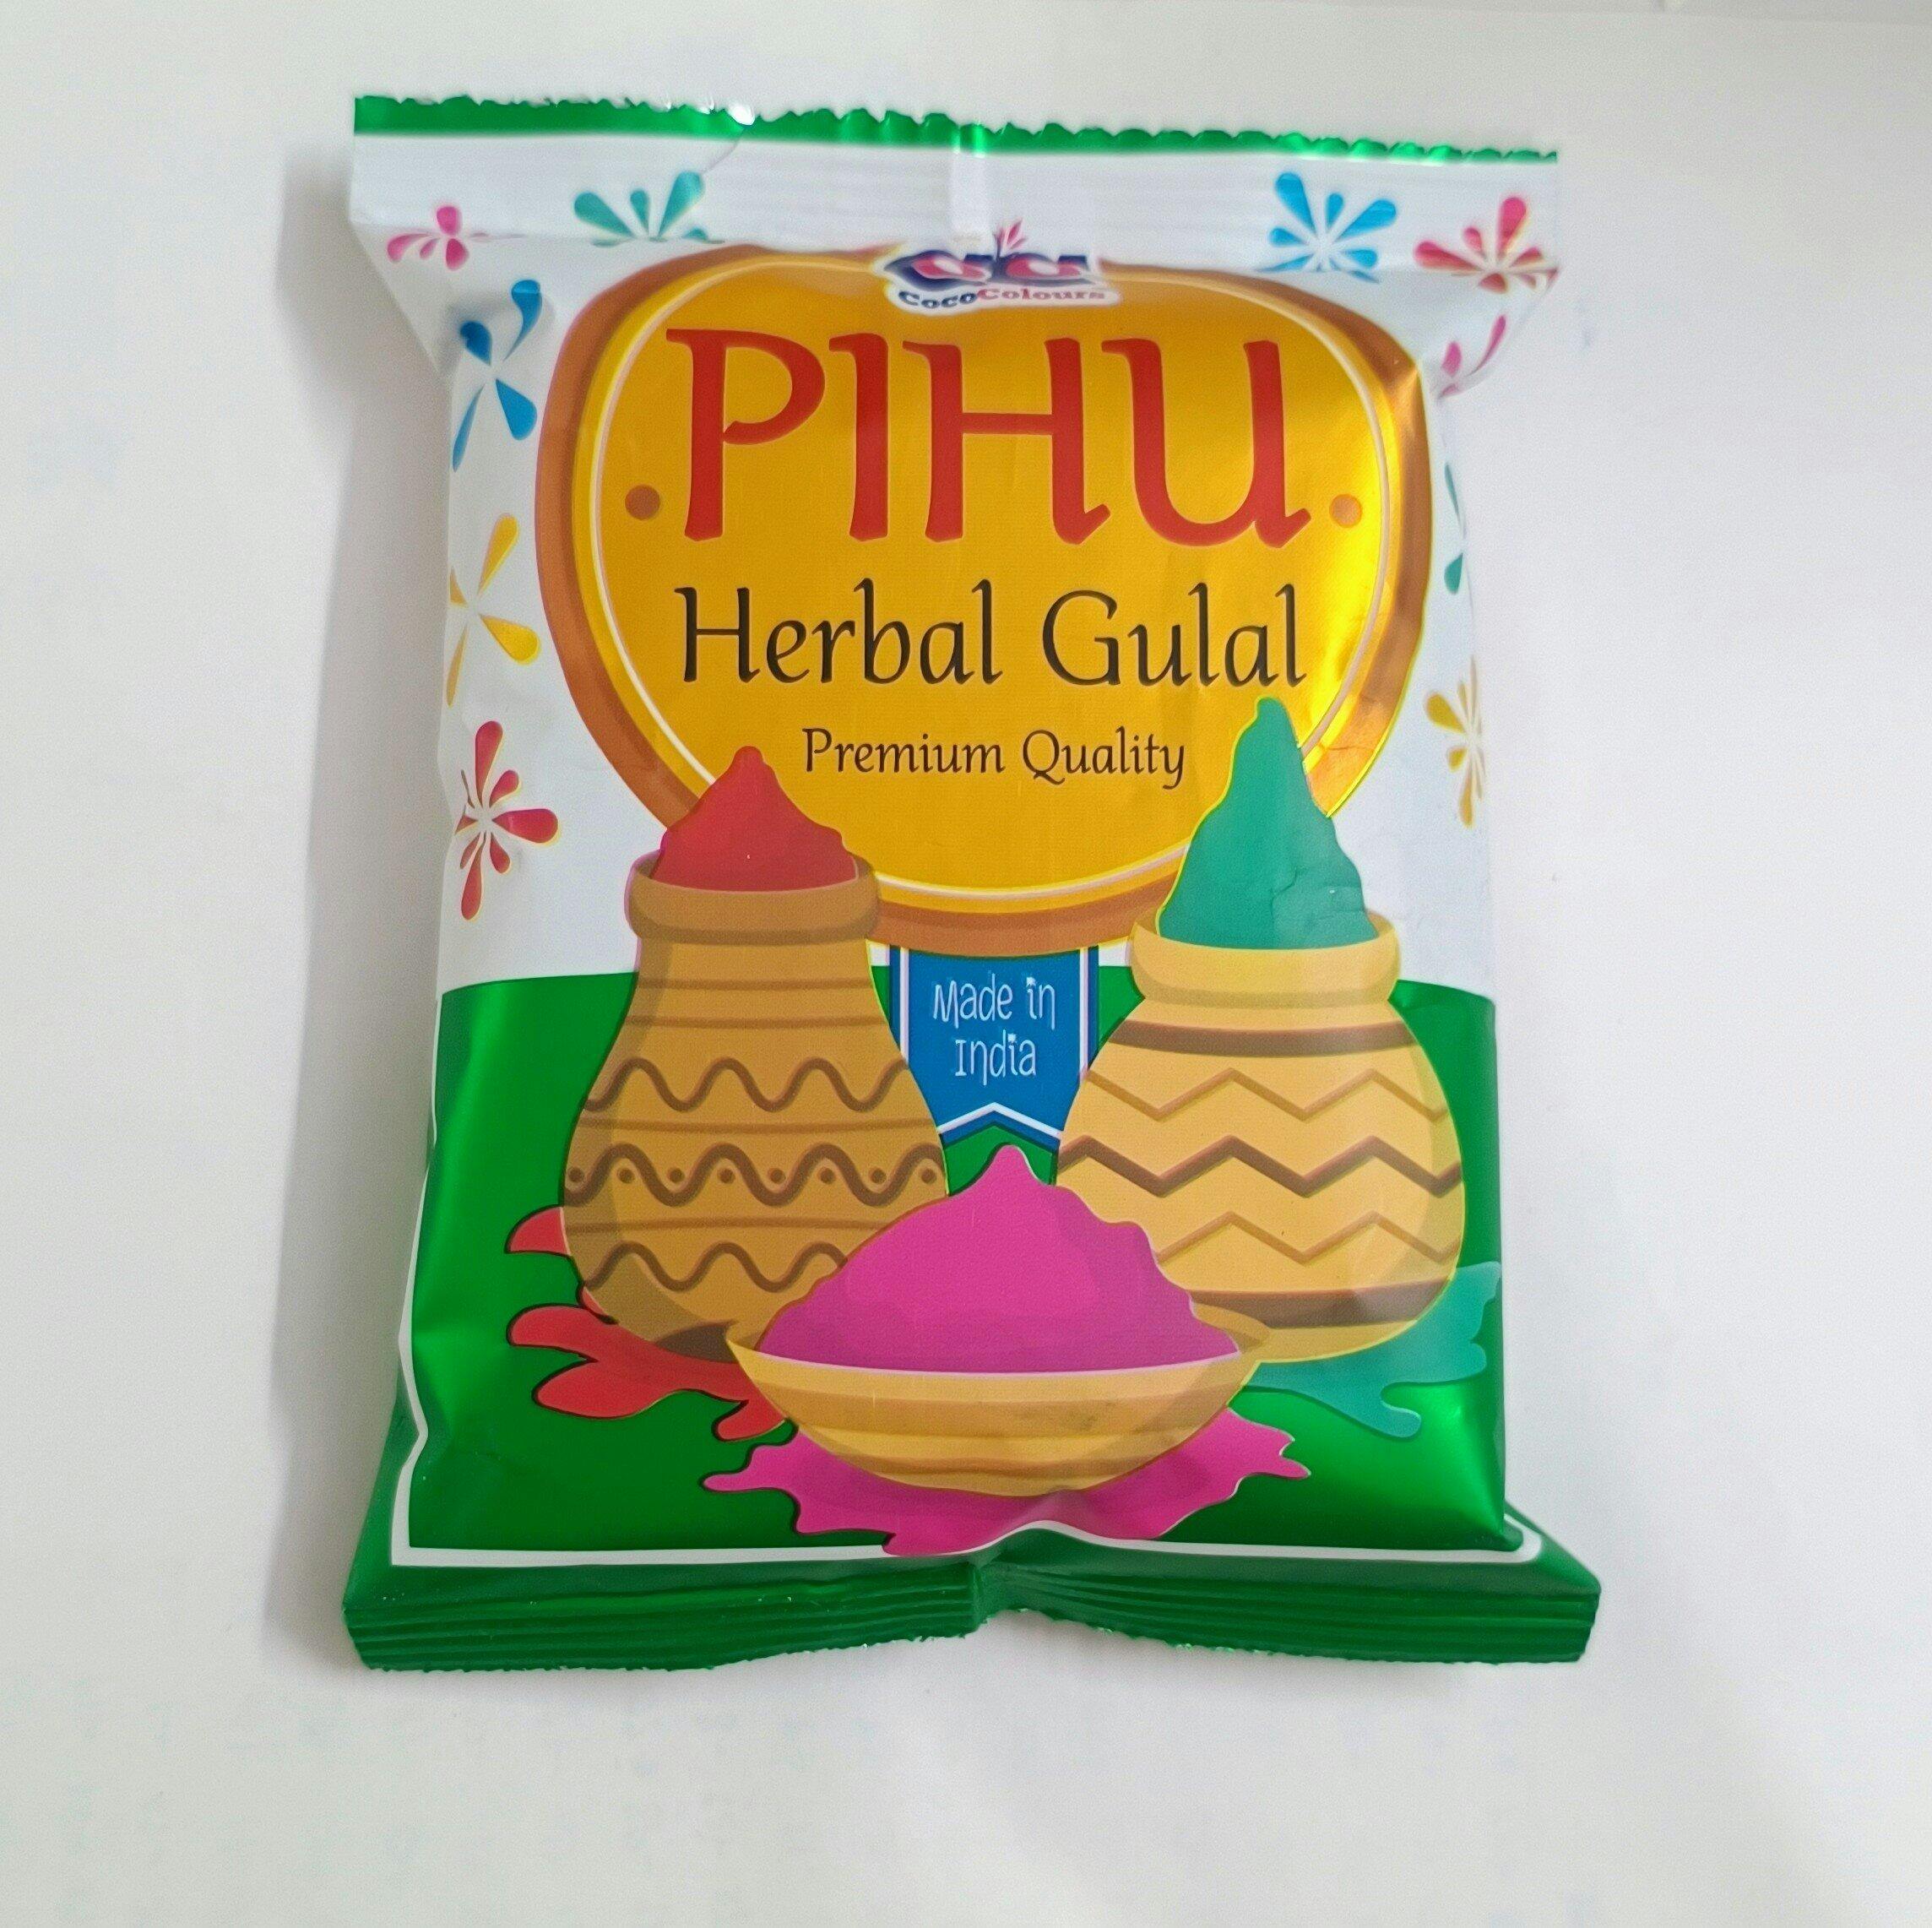 CocoColours
PIHU
Herbal Gulal
Premium Quality
Made in
India